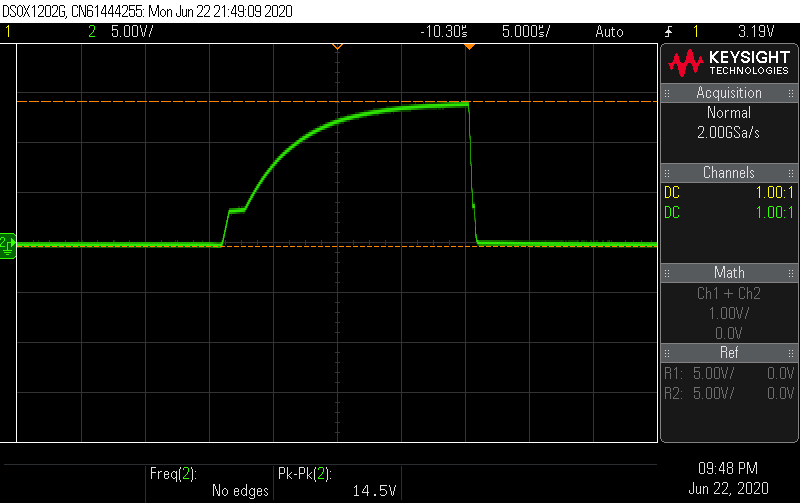 DSOX1202G, CN61444255: Mon Jun 22 21:49:09 2020
1 2 5.00V/ -10.30s 5.000s/ Auto 1 3.19V
KEYSIGHT
TECHNOLOGIES
Acquisition
Normal
2.00GSa/s
Channels
DC 1.00:1
DC 1.00:1
2
Math
Ch1 + Ch2
1.00V/
0.0V
Ref
R1: 5.00V/ 0.0V
R2: 5.00V/ 0.0V
Freq(2): Pk-Pk(2):
No edges 14.5V
09:48 PM
Jun 22, 2020